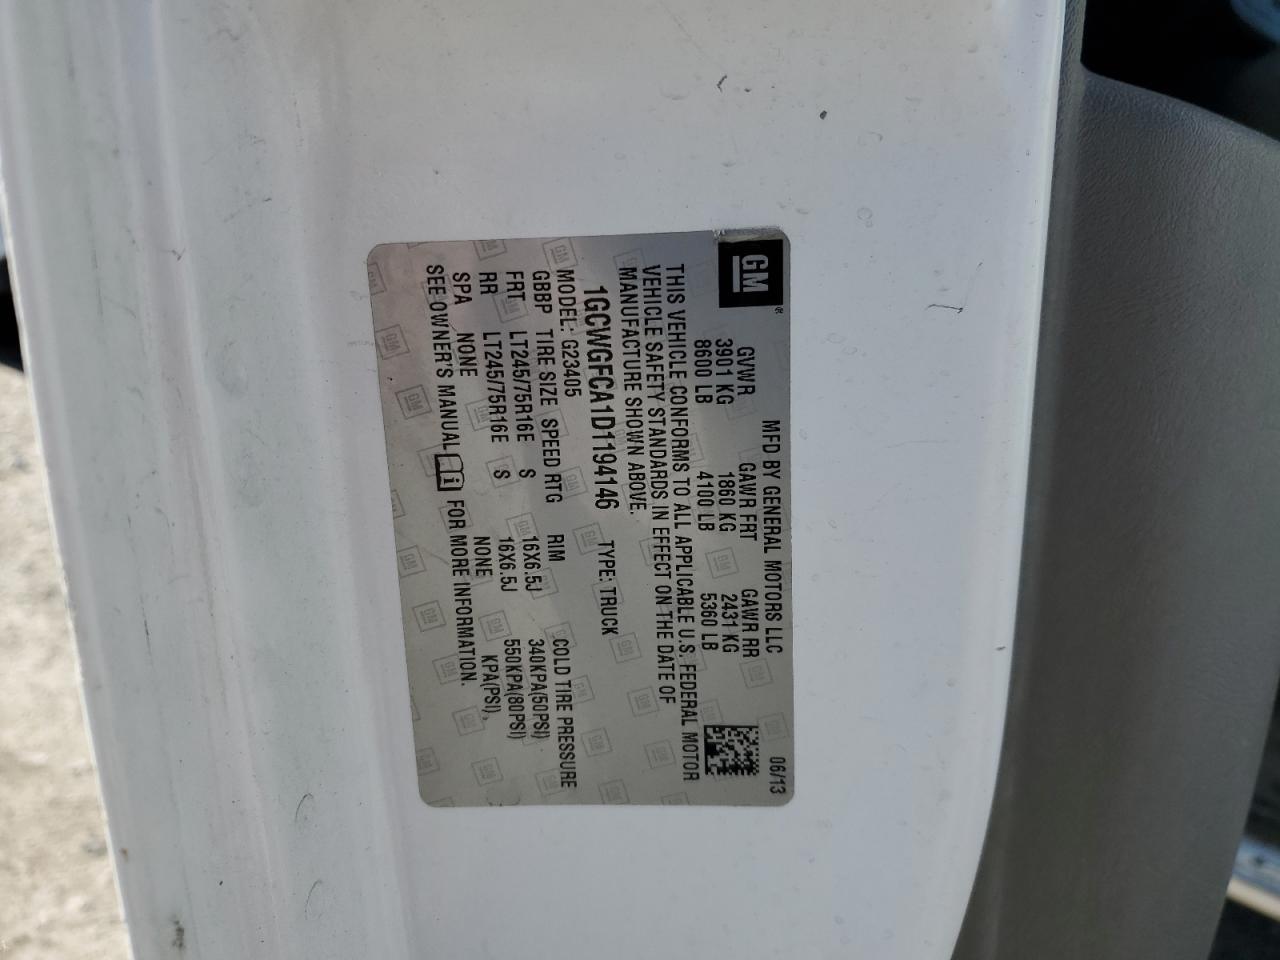 GM®
MFD BY GENERAL MOTORS LLC 06/13
GVWR GAWR FRT GAWR RR
3901 KG 1860 KG 2431 KG
8600 LB 4100 LB 5360 LB
THIS VEHICLE CONFORMS TO ALL APPLICABLE U.S. FEDERAL MOTOR
VEHICLE SAFETY STANDARDS IN EFFECT ON THE DATE OF
MANUFACTURE SHOWN ABOVE.
1GCWGFCA1D1194146 TYPE: TRUCK
MODEL: G23405
GBBP TIRE SIZE SPEED RTG RIM COLD TIRE PRESSURE
FRT LT245/75R16E S 16X6.5J 340KPA(50PSI)
RR LT245/75R16E S 16X6.5J 550KPA(80PSI)
SPA NONE NONE KPA(PSI)
SEE OWNER'S MANUAL FOR MORE INFORMATION.